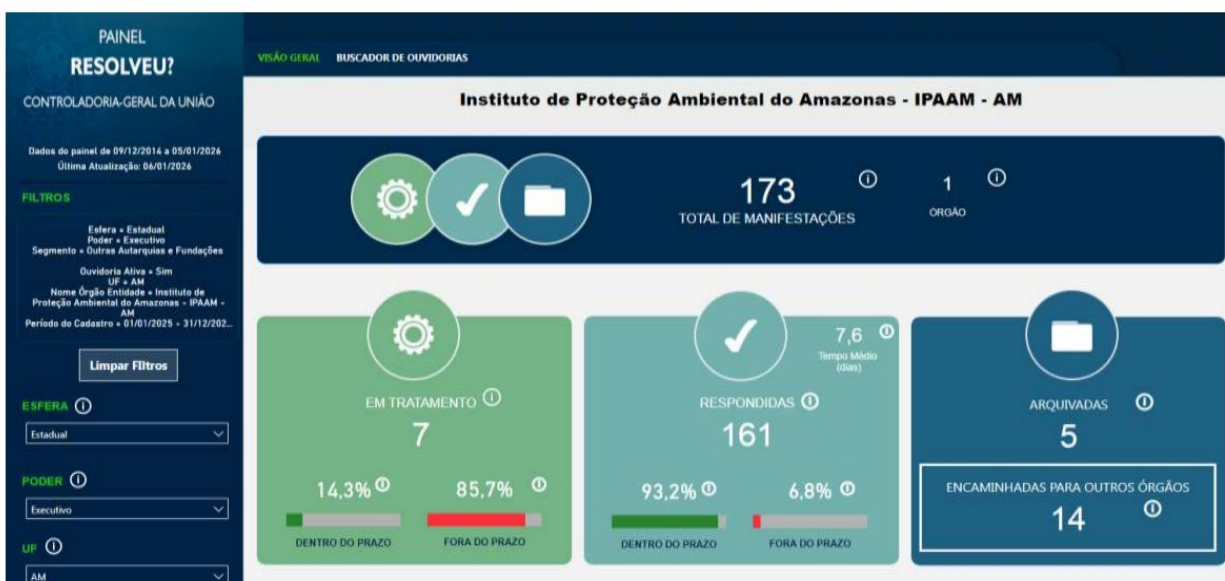 PAINEL
RESOLVEU?
CONTROLADORIA-GERAL DA UNIÃO
Dados do painel de 09/12/2014 a 05/01/2026
Última Atualização: 06/01/2026
FILTROS
Esfera = Estadual
Poder = Executivo
Segmento = Outras Autarquias e Fundações
Ouvidoria Ativa = Sim
UF = AM
Nome Órgão Entidade = Instituto de
Proteção Ambiental do Amazonas - IPAAM -
AM
Período do Cadastro = 01/01/2025 - 31/12/202...
Limpar Filtros
ESFERA
Estadual
PODER
Executivo
UF
AM
VISÃO GERAL BUSCADOR DE OUVIDORIAS
Instituto de Proteção Ambiental do Amazonas - IPAAM - AM
173
TOTAL DE MANIFESTAÇÕES
1
ÓRGÃO
EM TRATAMENTO
7
14,3%
DENTRO DO PRAZO
85,7%
FORA DO PRAZO
7,6
Tempo Médio
(dias)
RESPONDIDAS
161
93,2%
DENTRO DO PRAZO
6,8%
FORA DO PRAZO
ARQUIVADAS
5
ENCAMINHADAS PARA OUTROS ÓRGÃOS
14